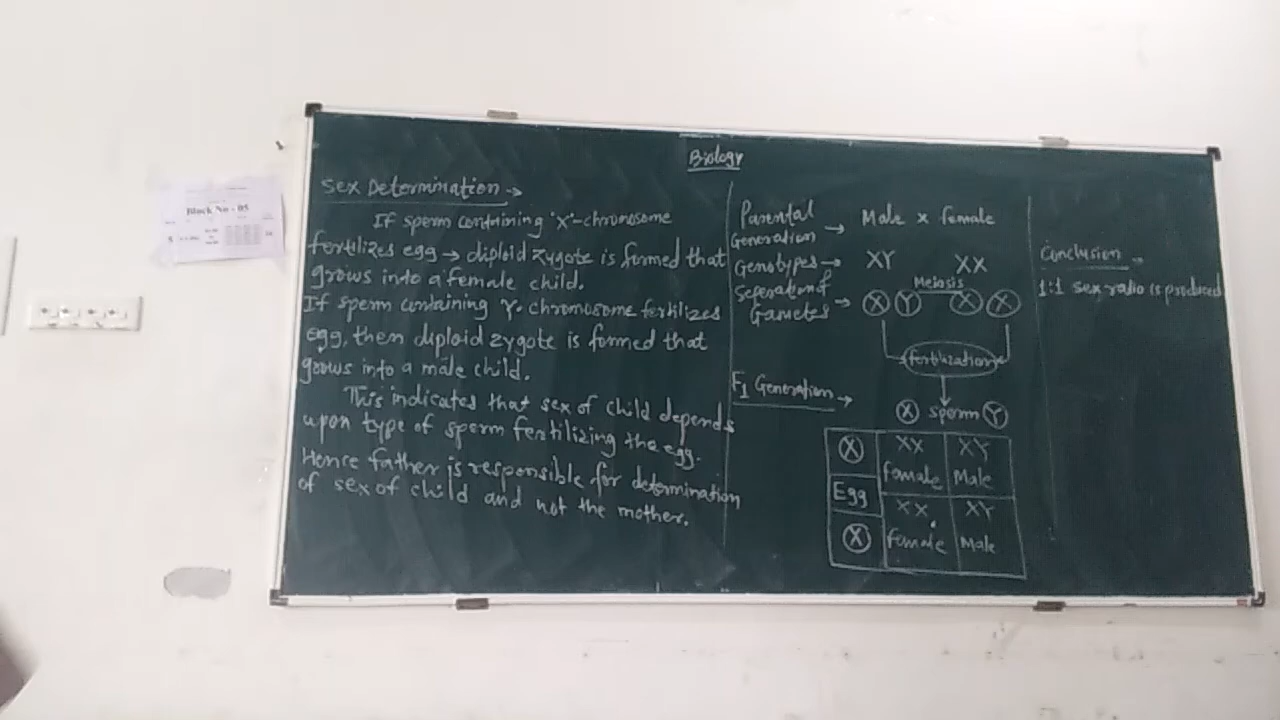 Biology
Sex Determination →
If sperm containing 'X'-chromosome
fertilizes egg → diploid zygote is formed that
grows into a female child.
If sperm containing Y-chromosome fertilizes
egg, then diploid zygote is formed that
grows into a male child.
This indicates that sex of child depends
upon type of sperm fertilizing the egg.
Hence father is responsible for determination
of sex of child and not the mother.
Parental
Generation → Male × female
Genotypes → XY XX
Meiosis
Seperation of
Gametes → X Y X X
fertilization
F1 Generation →
X sperm Y
X XX XY
female Male
Egg
XX XY
X female Male
Conclusion →
1:1 sex ratio is produced
Block No - 05